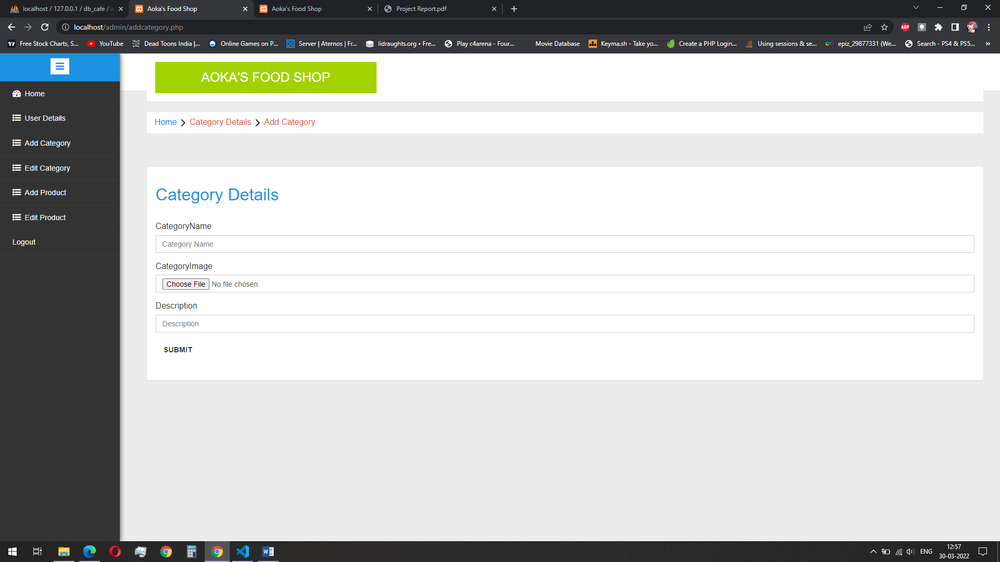 localhost / 127.0.0.1 / db_cafe / a
Aoka's Food Shop
Aoka's Food Shop
Project Report.pdf
localhost/admin/addcategory.php
ABP
Free Stock Charts, S...
YouTube
Dead Toons India |...
Online Games on P...
Server | Aternos | Fr...
lidraughts.org • Fre...
Play c4arena - Four...
Movie Database
Keyma.sh - Take yo...
Create a PHP Login...
Using sessions & se...
epiz_29877331 (We...
Search - PS4 & PS5...
AOKA'S FOOD SHOP
Home
User Details
Add Category
Edit Category
Add Product
Edit Product
Logout
Home
Category Details
Add Category
Category Details
CategoryName
Category Name
CategoryImage
Choose File No file chosen
Description
Description
SUBMIT
ENG
12:57
30-03-2022